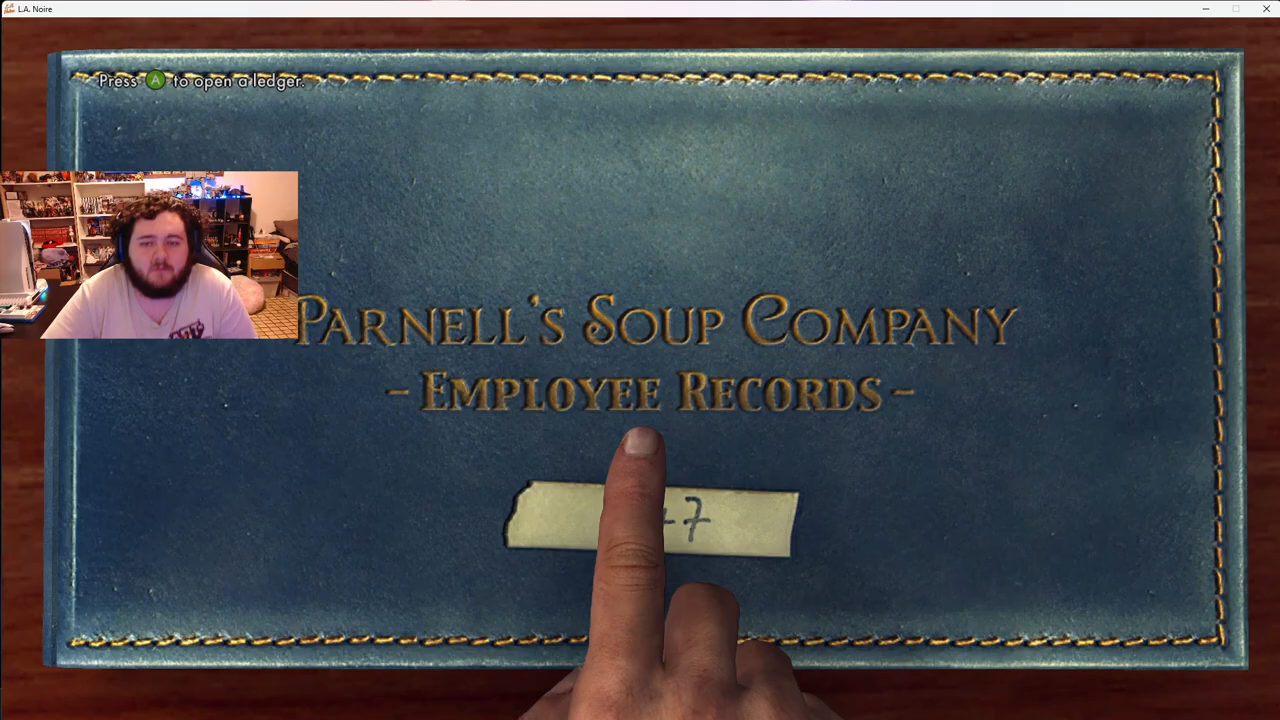 L.A. Noire
Press A to open a ledger.
PARNELL'S SOUP COMPANY
- EMPLOYEE RECORDS -